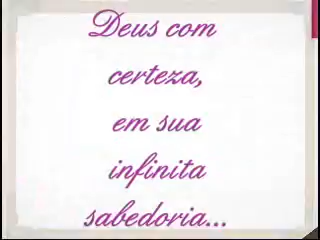 Deus com
certeza,
em sua
infinita
sabedoria...